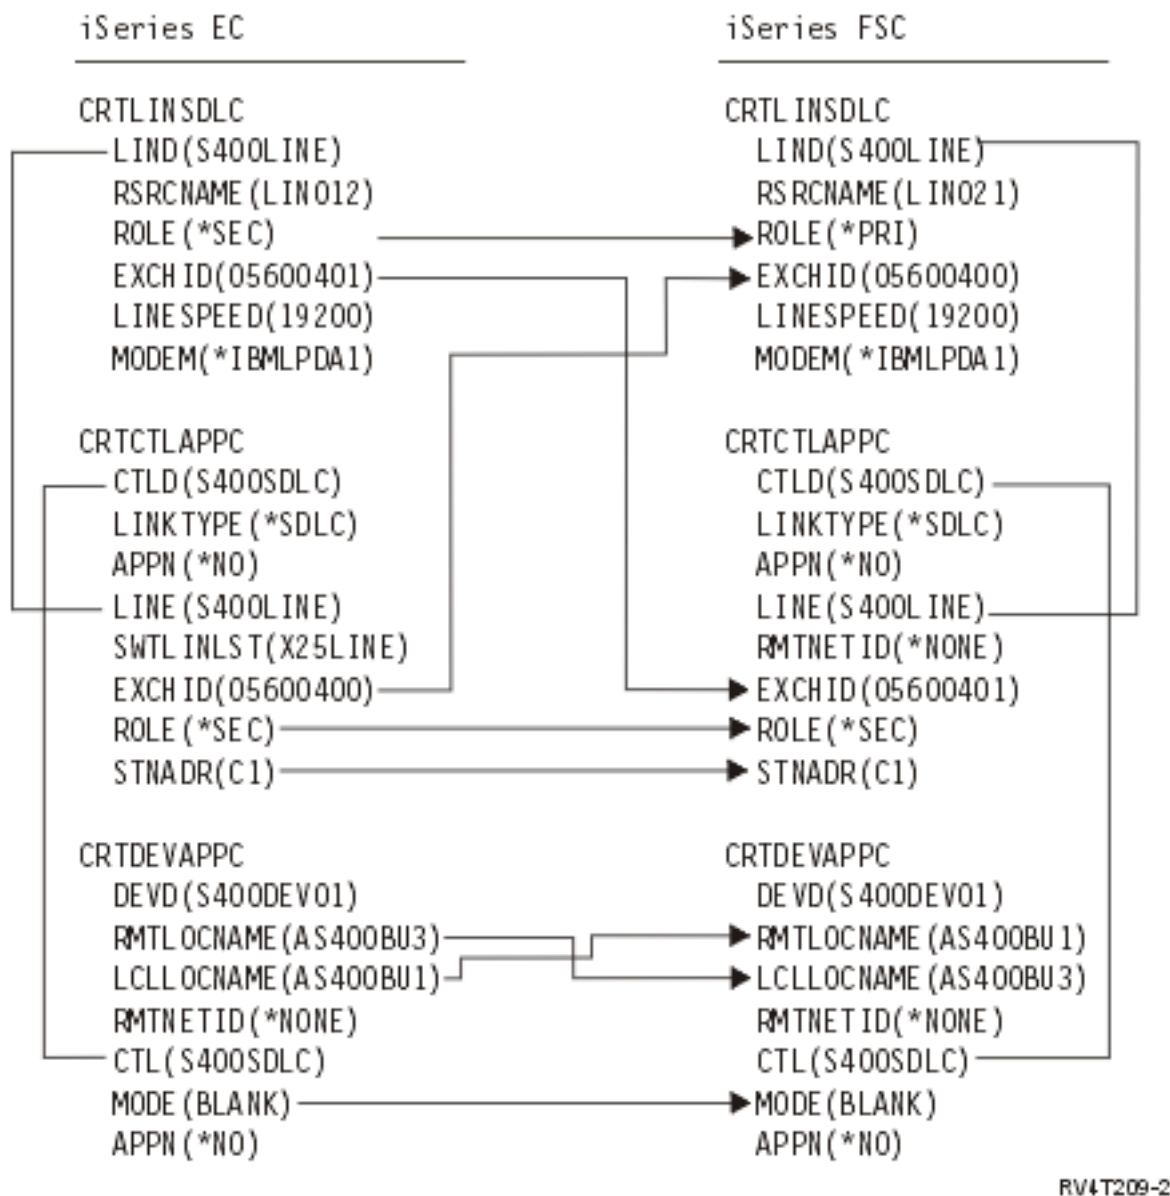 iSeries EC
CRTLINSDLC
LIND(S400LINE)
RSRCNAME(LIN012)
ROLE(*SEC)
EXCHID(05600401)
LINESPEED(19200)
MODEM(*IBMLPDA1)
CRTCTLAPPC
CTLD(S400SDLC)
LINKTYPE(*SDLC)
APPN(*NO)
LINE(S400LINE)
SWTLINLST(X25LINE)
EXCHID(05600400)
ROLE(*SEC)
STNADR(C1)
CRTDEVAPPC
DEVD(S400DEV01)
RMTLOCNAME(AS400BU3)
LCLLOCNAME(AS400BU1)
RMTNETID(*NONE)
CTL(S400SDLC)
MODE(BLANK)
APPN(*NO)
iSeries FSC
CRTLINSDLC
LIND(S400LINE)
RSRCNAME(LIN021)
ROLE(*PRI)
EXCHID(05600400)
LINESPEED(19200)
MODEM(*IBMLPDA1)
CRTCTLAPPC
CTLD(S400SDLC)
LINKTYPE(*SDLC)
APPN(*NO)
LINE(S400LINE)
RMTNETID(*NONE)
EXCHID(05600401)
ROLE(*SEC)
STNADR(C1)
CRTDEVAPPC
DEVD(S400DEV01)
RMTLOCNAME(AS400BU1)
LCLLOCNAME(AS400BU3)
RMTNETID(*NONE)
CTL(S400SDLC)
MODE(BLANK)
APPN(*NO)
RV4T209-2